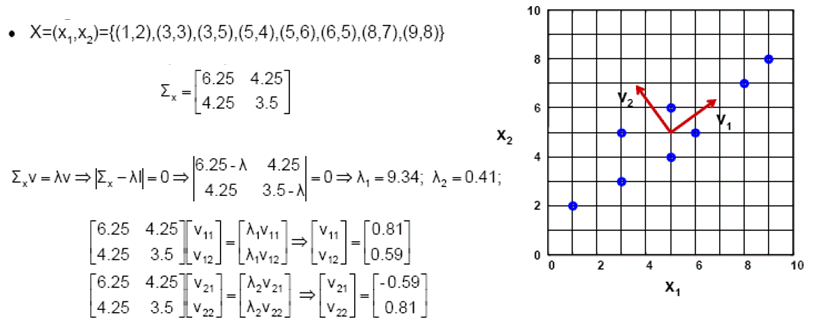 • X=(x₁,x₂)={(1,2),(3,3),(3,5),(5,4),(5,6),(6,5),(8,7),(9,8)}
Σₓ = [6.25 4.25
4.25 3.5]
Σₓv = λv ⇒ |Σₓ – λI| = 0 ⇒ |6.25 - λ 4.25
4.25 3.5 - λ| = 0 ⇒ λ₁ = 9.34; λ₂ = 0.41;
[6.25 4.25
4.25 3.5] [v₁₁
v₁₂] = [λ₁v₁₁
λ₁v₁₂] ⇒ [v₁₁
v₁₂] = [0.81
0.59]
[6.25 4.25
4.25 3.5] [v₂₁
v₂₂] = [λ₂v₂₁
λ₂v₂₂] ⇒ [v₂₁
v₂₂] = [-0.59
0.81]
10
8
6
4
2
0
x₂
v₂
v₁
0 2 4 6 8 10
x₁